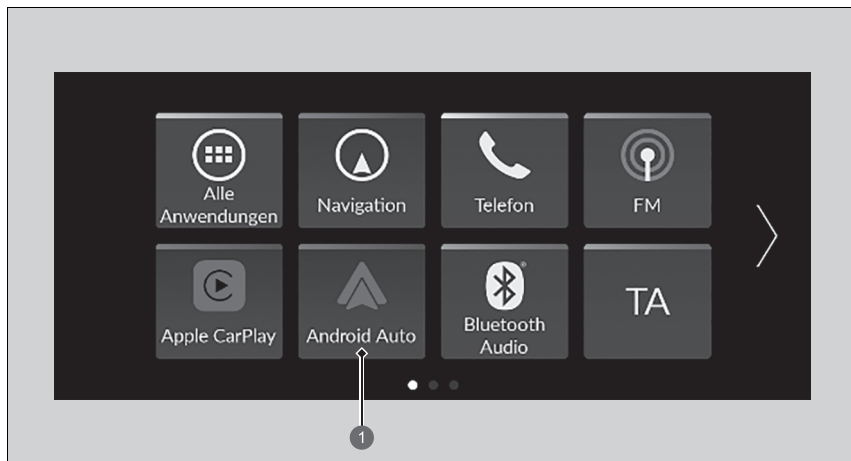 Alle
Anwendungen
Navigation
Telefon
FM
Apple CarPlay
Android Auto
Bluetooth
Audio
TA
1